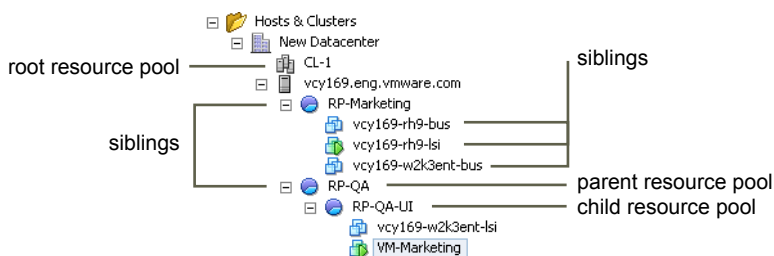 Hosts & Clusters
New Datacenter
root resource pool
CL-1
siblings
vcy169.eng.vmware.com
RP-Marketing
vcy169-rh9-bus
siblings
vcy169-rh9-lsi
vcy169-w2k3ent-bus
RP-QA
parent resource pool
RP-QA-UI
child resource pool
vcy169-w2k3ent-lsi
VM-Marketing